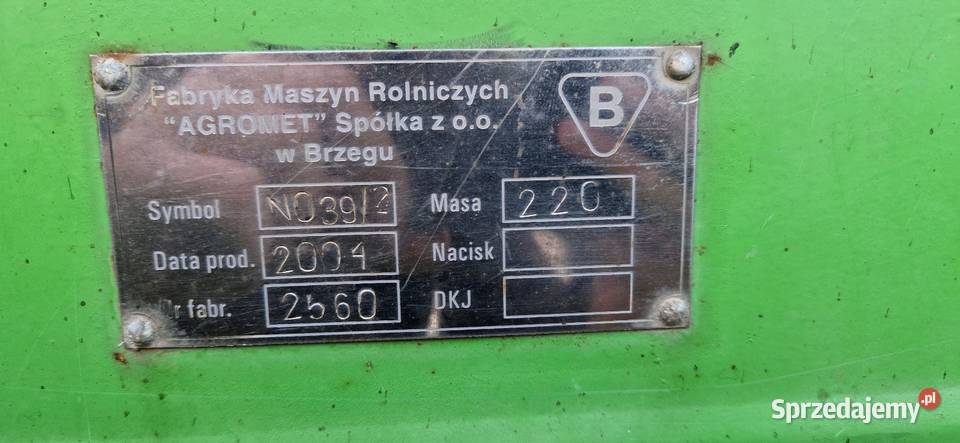 Fabryka Maszyn Rolniczych
"AGROMET" Spółka z o.o.
w Brzegu
B
Symbol N039/2 Masa 220
Data prod. 2004 Nacisk
Nr fabr. 2560 DKJ
Sprzedajemy.pl